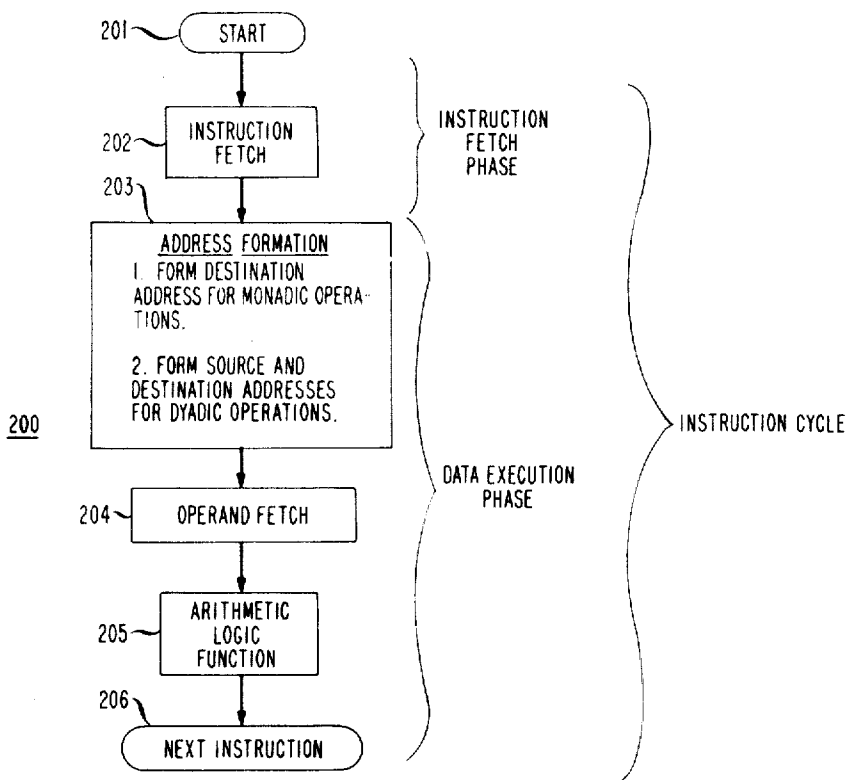 201
START
202
INSTRUCTION
FETCH
INSTRUCTION
FETCH
PHASE
203
ADDRESS FORMATION
1. FORM DESTINATION
ADDRESS FOR MONADIC OPERA-
TIONS.
2. FORM SOURCE AND
DESTINATION ADDRESSES
FOR DYADIC OPERATIONS.
200
INSTRUCTION CYCLE
DATA EXECUTION
PHASE
204
OPERAND FETCH
205
ARITHMETIC
LOGIC
FUNCTION
206
NEXT INSTRUCTION